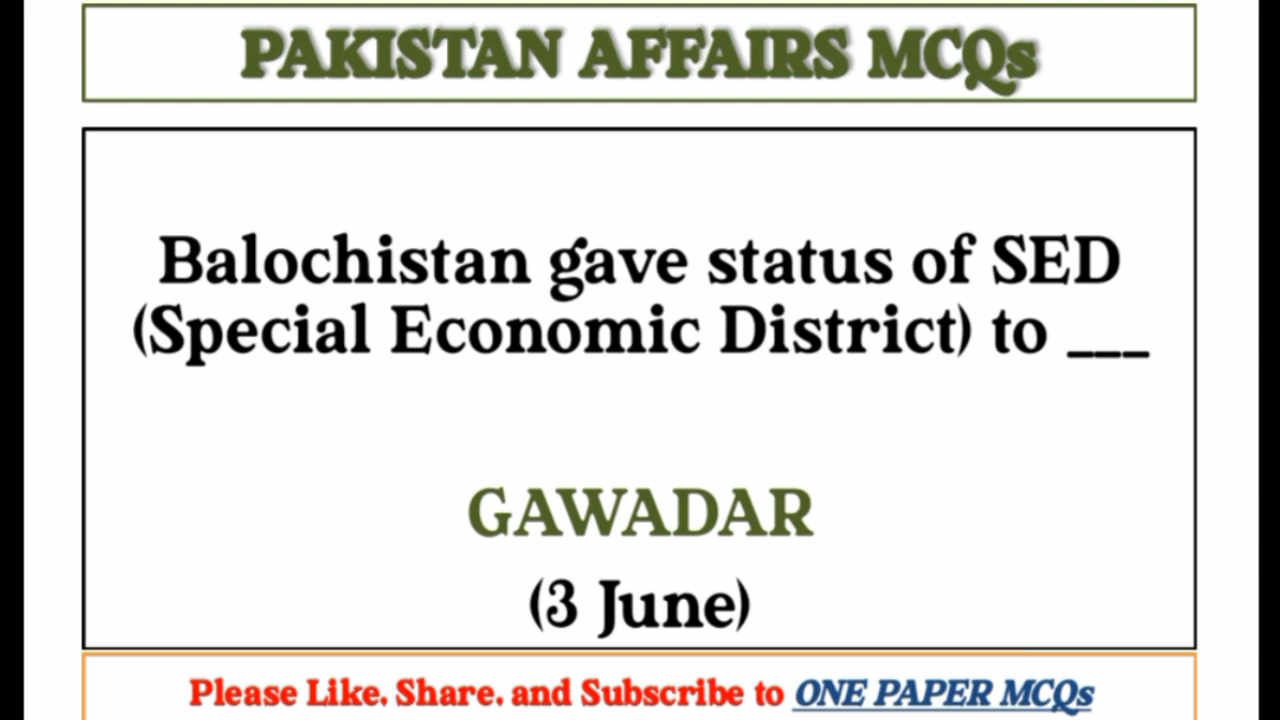 PAKISTAN AFFAIRS MCQs
Balochistan gave status of SED
(Special Economic District) to ___
GAWADAR
(3 June)
Please Like. Share. and Subscribe to ONE PAPER MCQs